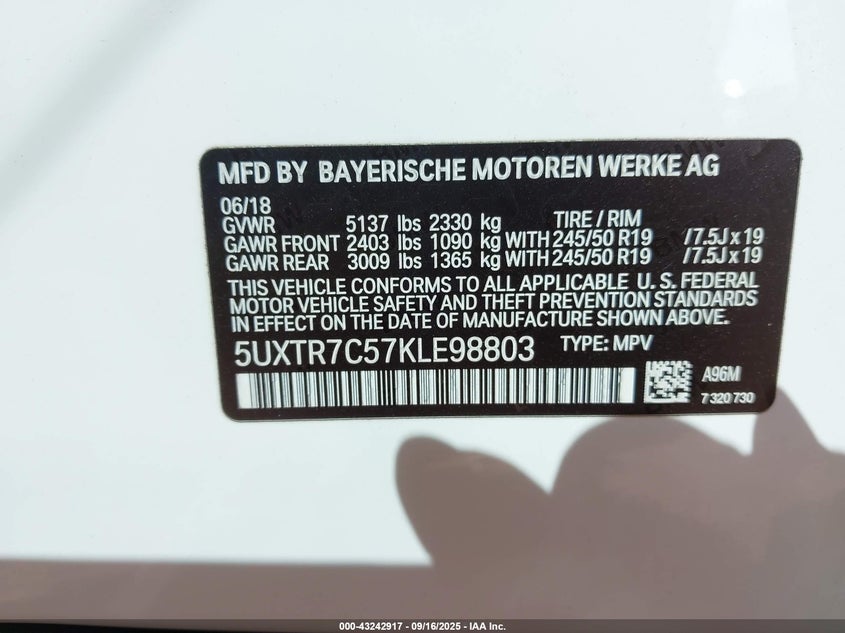 MFD BY BAYERISCHE MOTOREN WERKE AG
06/18
GVWR 5137 lbs 2330 kg TIRE / RIM
GAWR FRONT 2403 lbs 1090 kg WITH 245/50 R19 /7.5J x 19
GAWR REAR 3009 lbs 1365 kg WITH 245/50 R19 /7.5J x 19
THIS VEHICLE CONFORMS TO ALL APPLICABLE U. S. FEDERAL
MOTOR VEHICLE SAFETY AND THEFT PREVENTION STANDARDS
IN EFFECT ON THE DATE OF MANUFACTURE SHOWN ABOVE.
5UXTR7C57KLE98803 TYPE: MPV
A96M
7 320 730
000-43242917 - 09/16/2025 - IAA Inc.